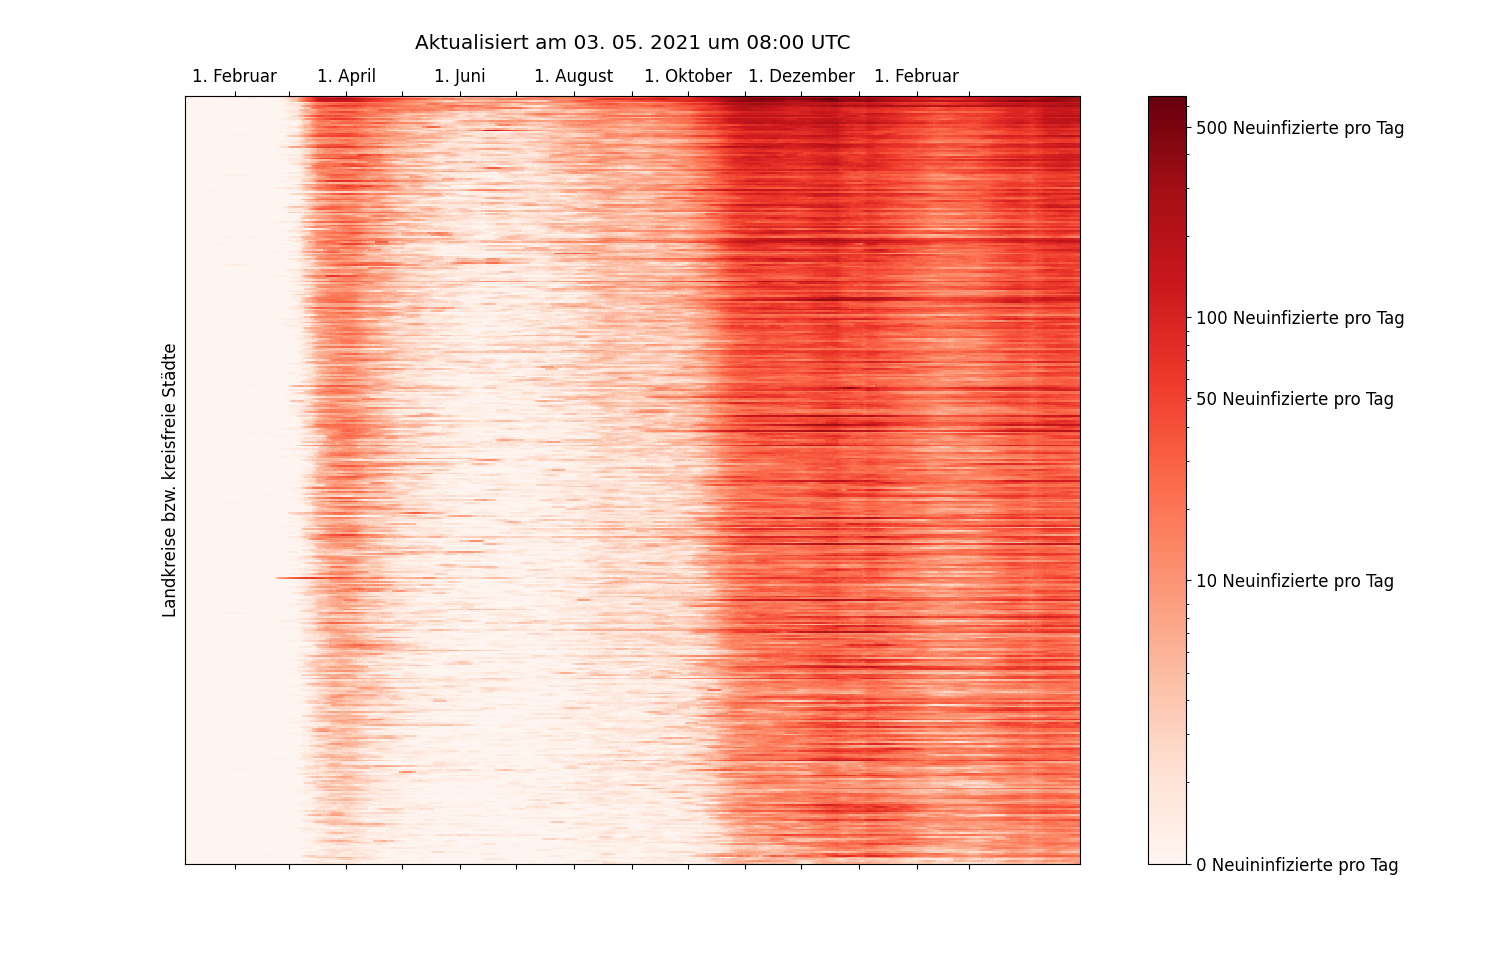 Aktualisiert am 03. 05. 2021 um 08:00 UTC
1. Februar 1. April 1. Juni 1. August 1. Oktober 1. Dezember 1. Februar
Landkreise bzw. kreisfreie Städte
500 Neuinfizierte pro Tag
100 Neuinfizierte pro Tag
50 Neuinfizierte pro Tag
10 Neuinfizierte pro Tag
0 Neuininfizierte pro Tag